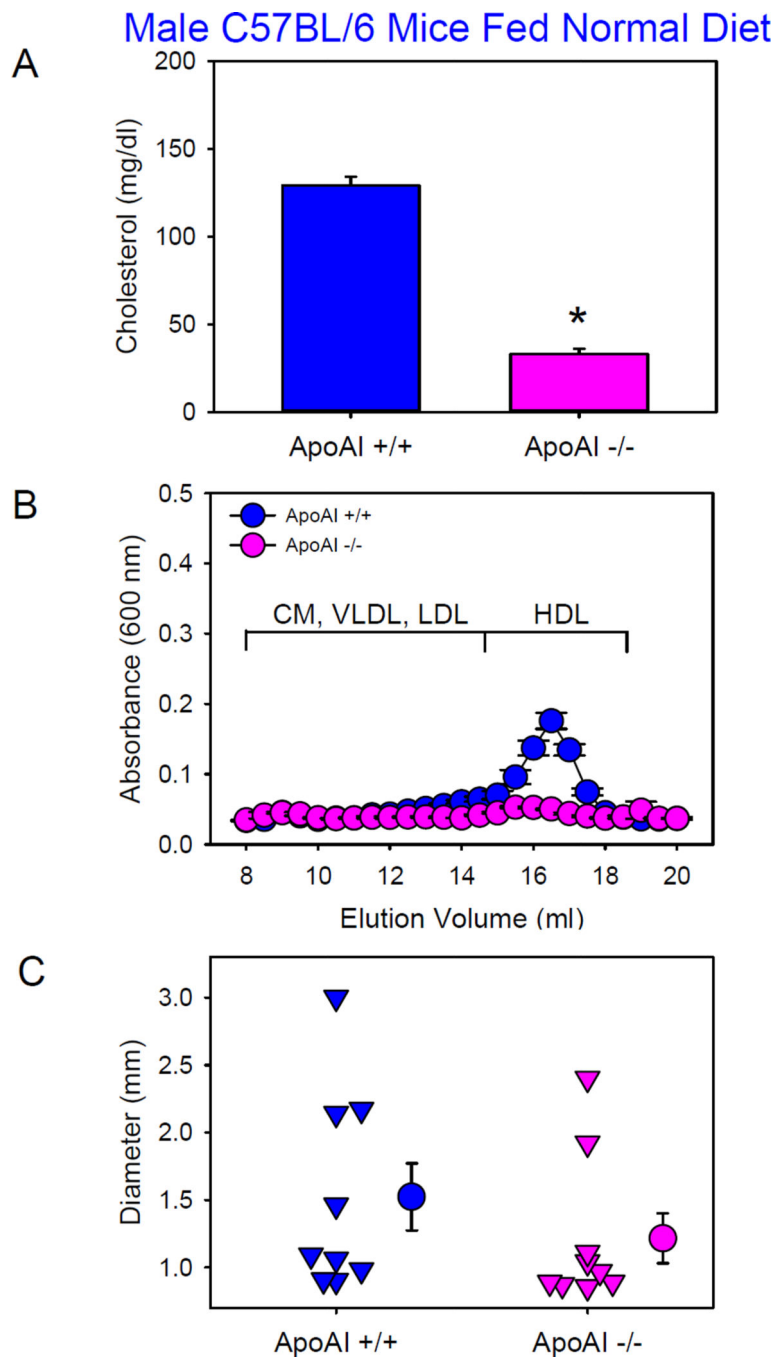 Male C57BL/6 Mice Fed Normal Diet
A
200
150
100
50
0
Cholesterol (mg/dl)
*
ApoAI +/+ ApoAI -/-
B
0.5
0.4
0.3
0.2
0.1
0.0
Absorbance (600 nm)
ApoAI +/+
ApoAI -/-
CM, VLDL, LDL HDL
8 10 12 14 16 18 20
Elution Volume (ml)
C
3.0
2.5
2.0
1.5
1.0
Diameter (mm)
ApoAI +/+ ApoAI -/-